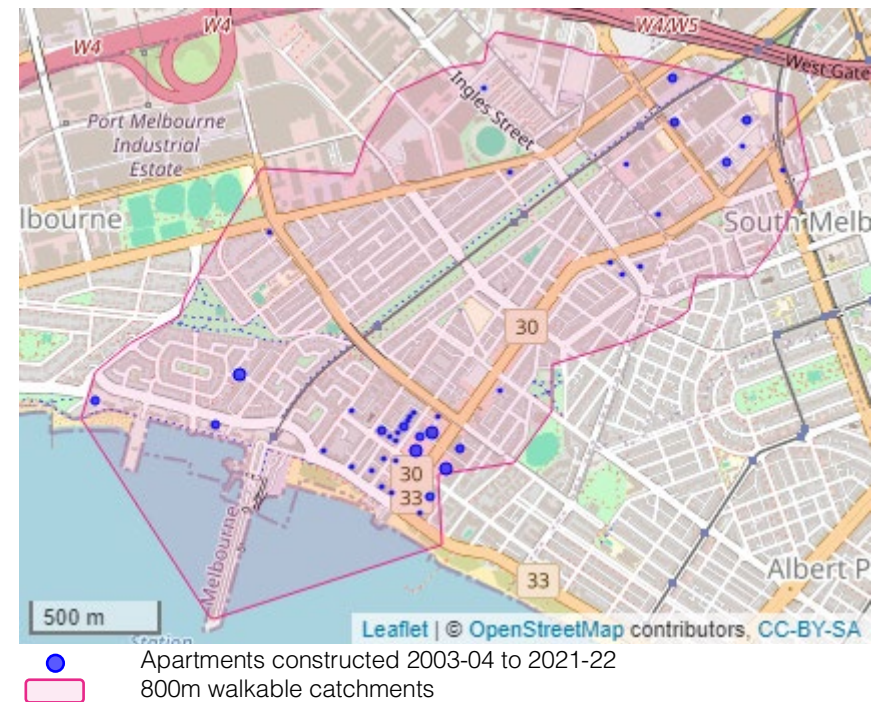 W4
W4
W4/W5
West Gate
Ingles Street
Port Melbourne
Industrial
Estate
lbourne
South Melb
30
30
33
Melbourne
33
Albert P
500 m
Station
Leaflet | © OpenStreetMap contributors, CC-BY-SA
Apartments constructed 2003-04 to 2021-22
800m walkable catchments